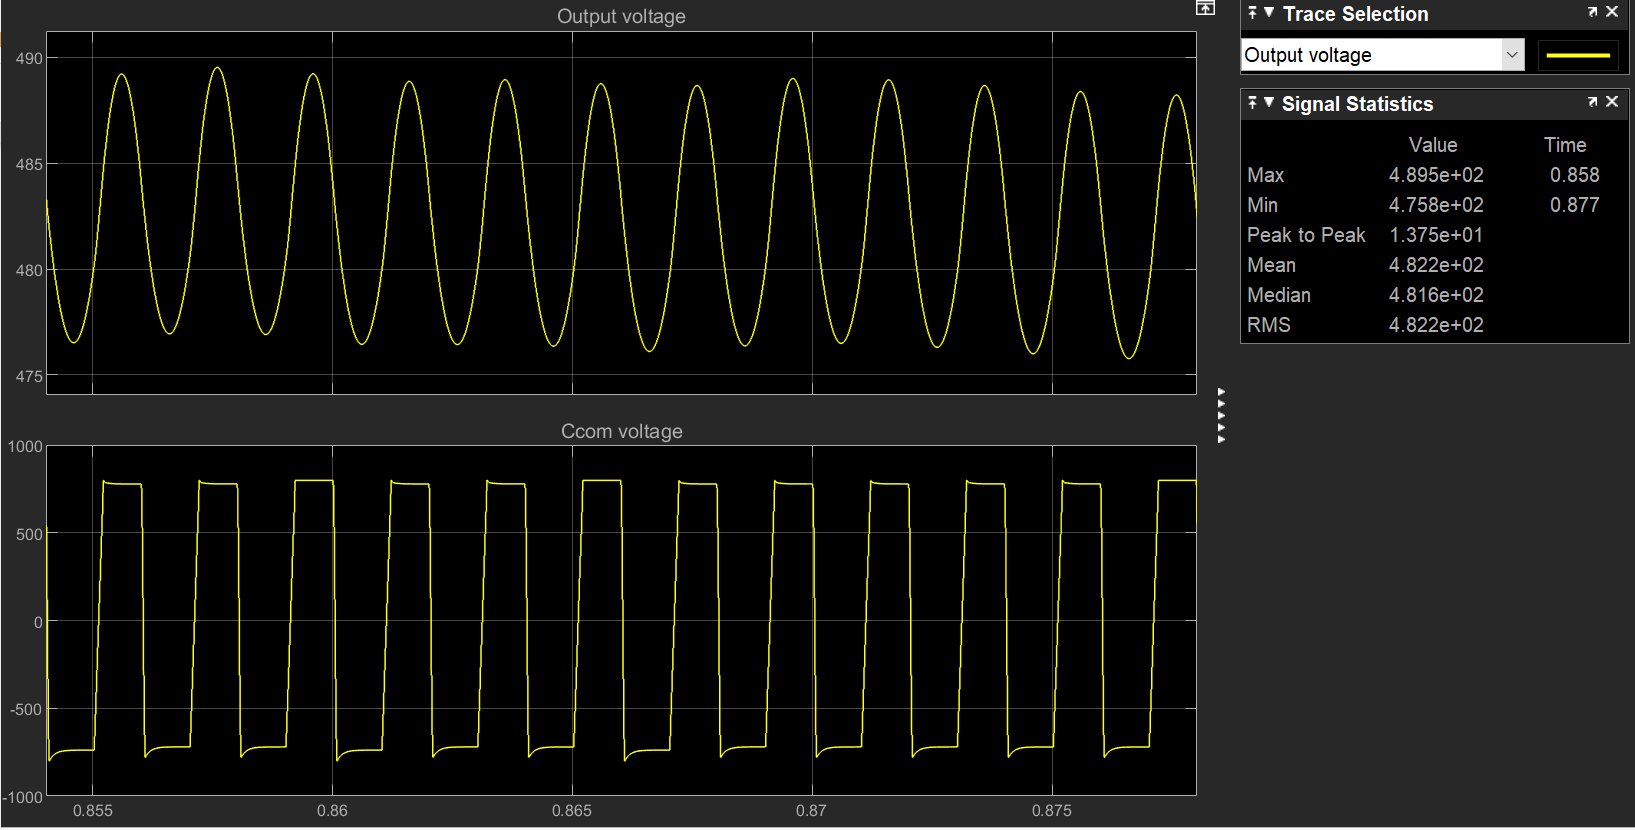 Output voltage
490
485
480
475
Ccom voltage
1000
500
0
-500
-1000
0.855 0.86 0.865 0.87 0.875
Trace Selection
Output voltage
Signal Statistics
Value Time
Max 4.895e+02 0.858
Min 4.758e+02 0.877
Peak to Peak 1.375e+01
Mean 4.822e+02
Median 4.816e+02
RMS 4.822e+02